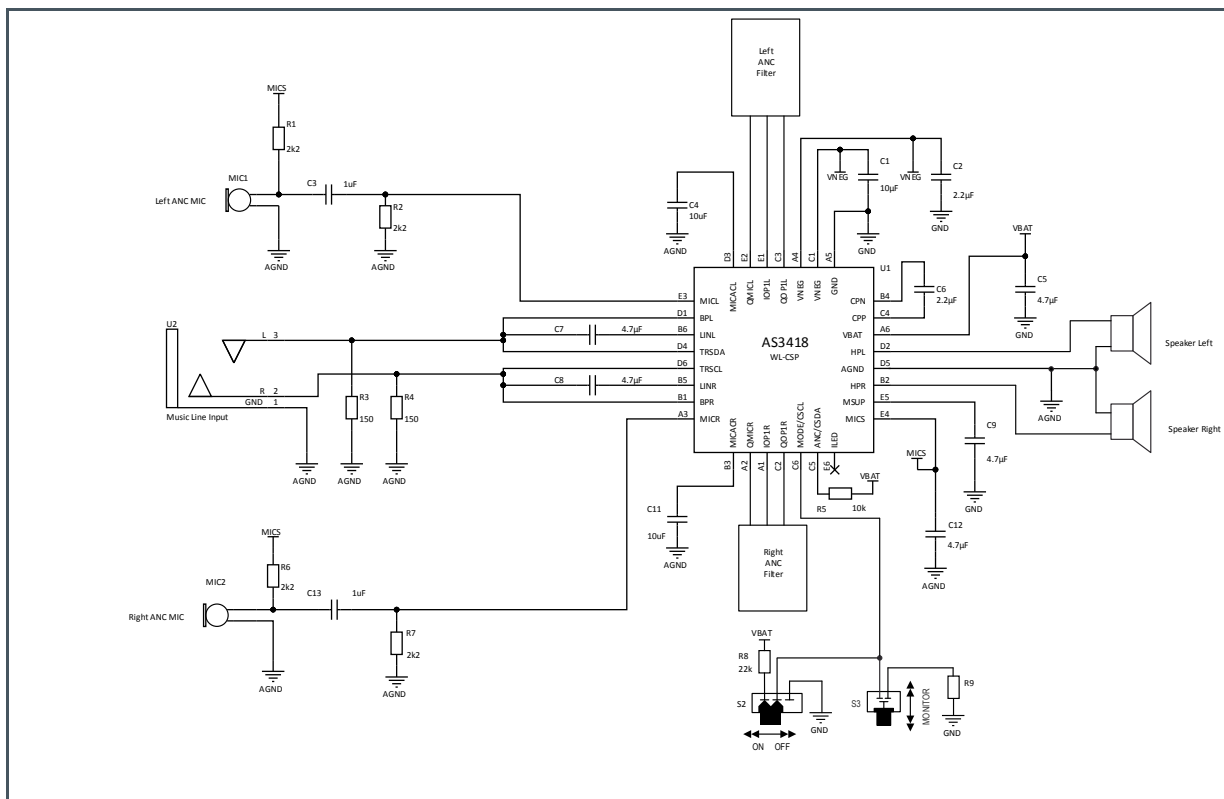 Left
ANC
Filter
MICS
R1
2k2
MIC1
Left ANC MIC
C3
1uF
R2
2k2
AGND
AGND
C4
10uF
AGND
VNEG
C1
10µF
GND
VNEG
C2
2.2µF
GND
VBAT
C5
4.7µF
GND
D3
E2
E1
C3
A4
C1
A5
U1
MICACL
QMICL
IOP1L
QOP1L
VNEG
VNEG
GND
E3 MICL
D1 BPL
B6 LINL
D4 TRSDA
D6 TRSCL
B5 LINR
B1 BPR
A3 MICR
AS3418
WL-CSP
CPN B4
CPP C4
VBAT A6
HPL D2
AGND D5
HPR B2
MSUP E5
MICS E4
C6
2.2µF
Speaker Left
Speaker Right
AGND
U2
L 3
R 2
GND 1
Music Line Input
C7 4.7µF
C8 4.7µF
R3
150
R4
150
AGND
AGND
AGND
MICACR
QMICR
IOP1R
QOP1R
MODE/CSCL
ANC/CSDA
ILED
B3
A2
A1
C2
C6
C5
E6
C9
4.7µF
GND
MICS
C12
4.7µF
AGND
VBAT
R5 10k
C11
10uF
AGND
Right
ANC
Filter
MICS
R6
2k2
MIC2
Right ANC MIC
C13
1uF
R7
2k2
AGND
AGND
VBAT
R8
22k
S2
GND
ON OFF
S3
MONITOR
R9
GND